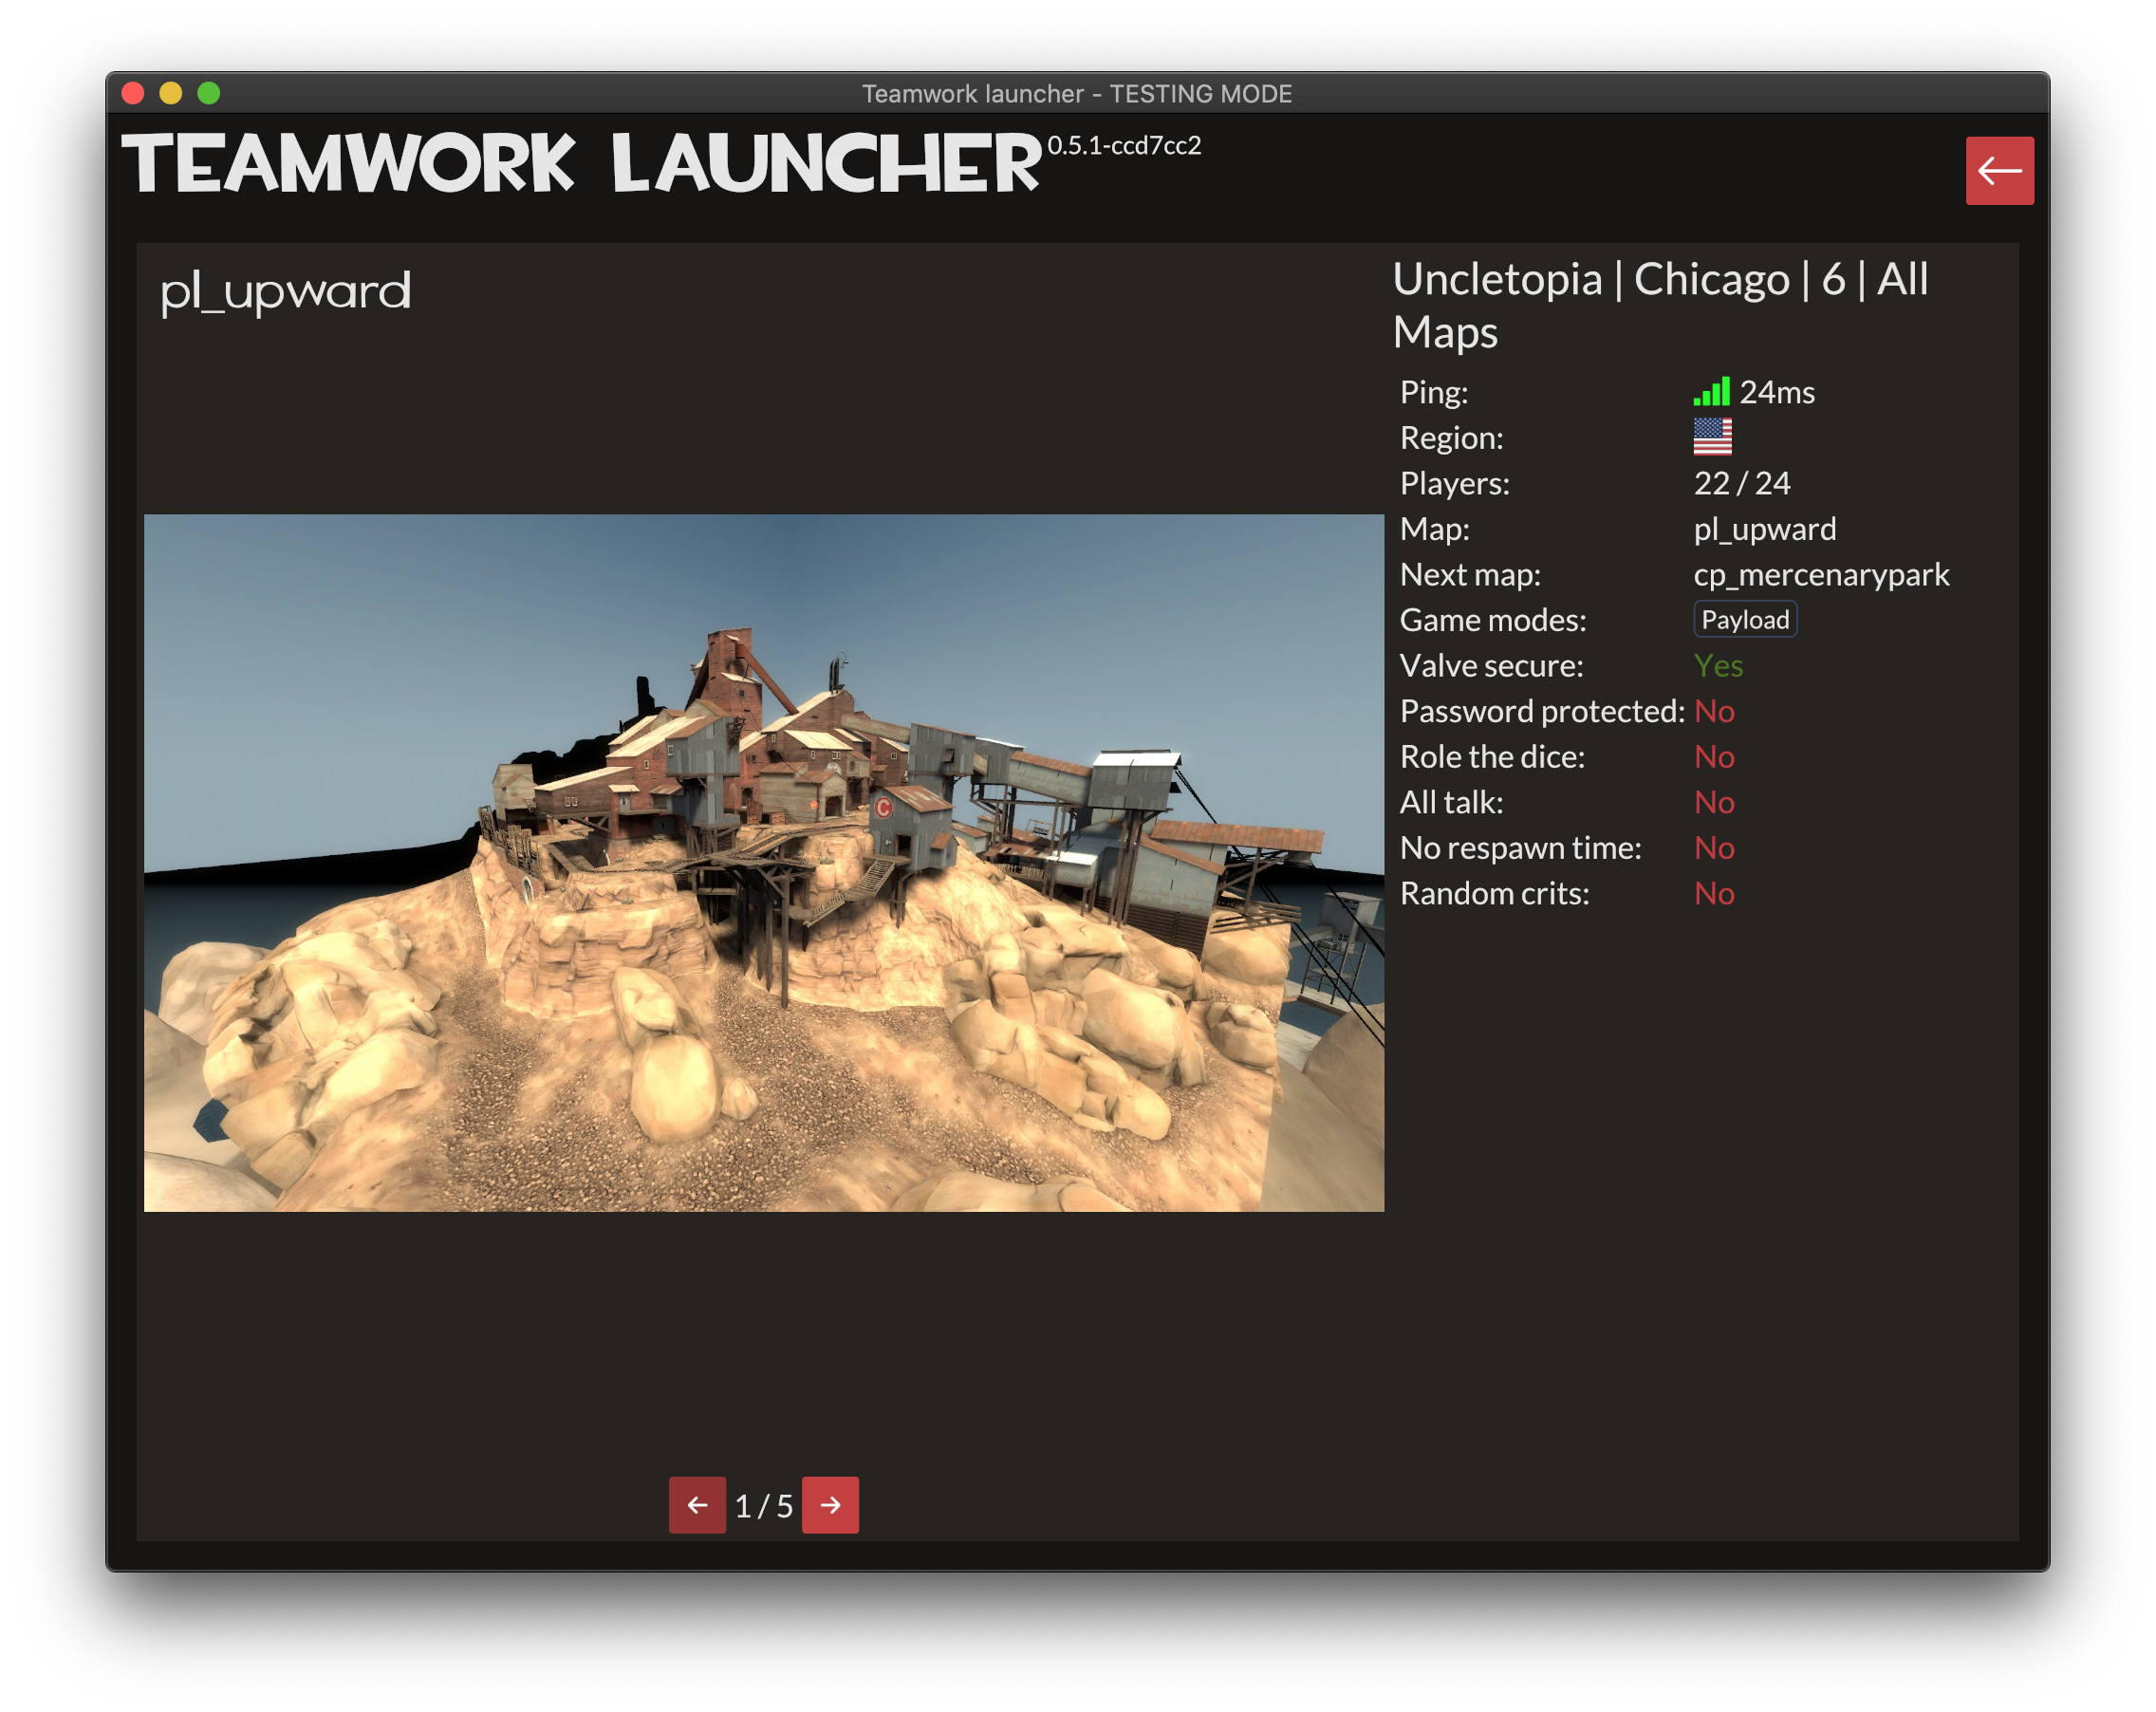 Teamwork launcher - TESTING MODE
TEAMWORK LAUNCHER 0.5.1-ccd7cc2
pl_upward
Uncletopia | Chicago | 6 | All
Maps
Ping: 24ms
Region:
Players: 22 / 24
Map: pl_upward
Next map: cp_mercenarypark
Game modes: Payload
Valve secure: Yes
Password protected: No
Role the dice: No
All talk: No
No respawn time: No
Random crits: No
C
1 / 5